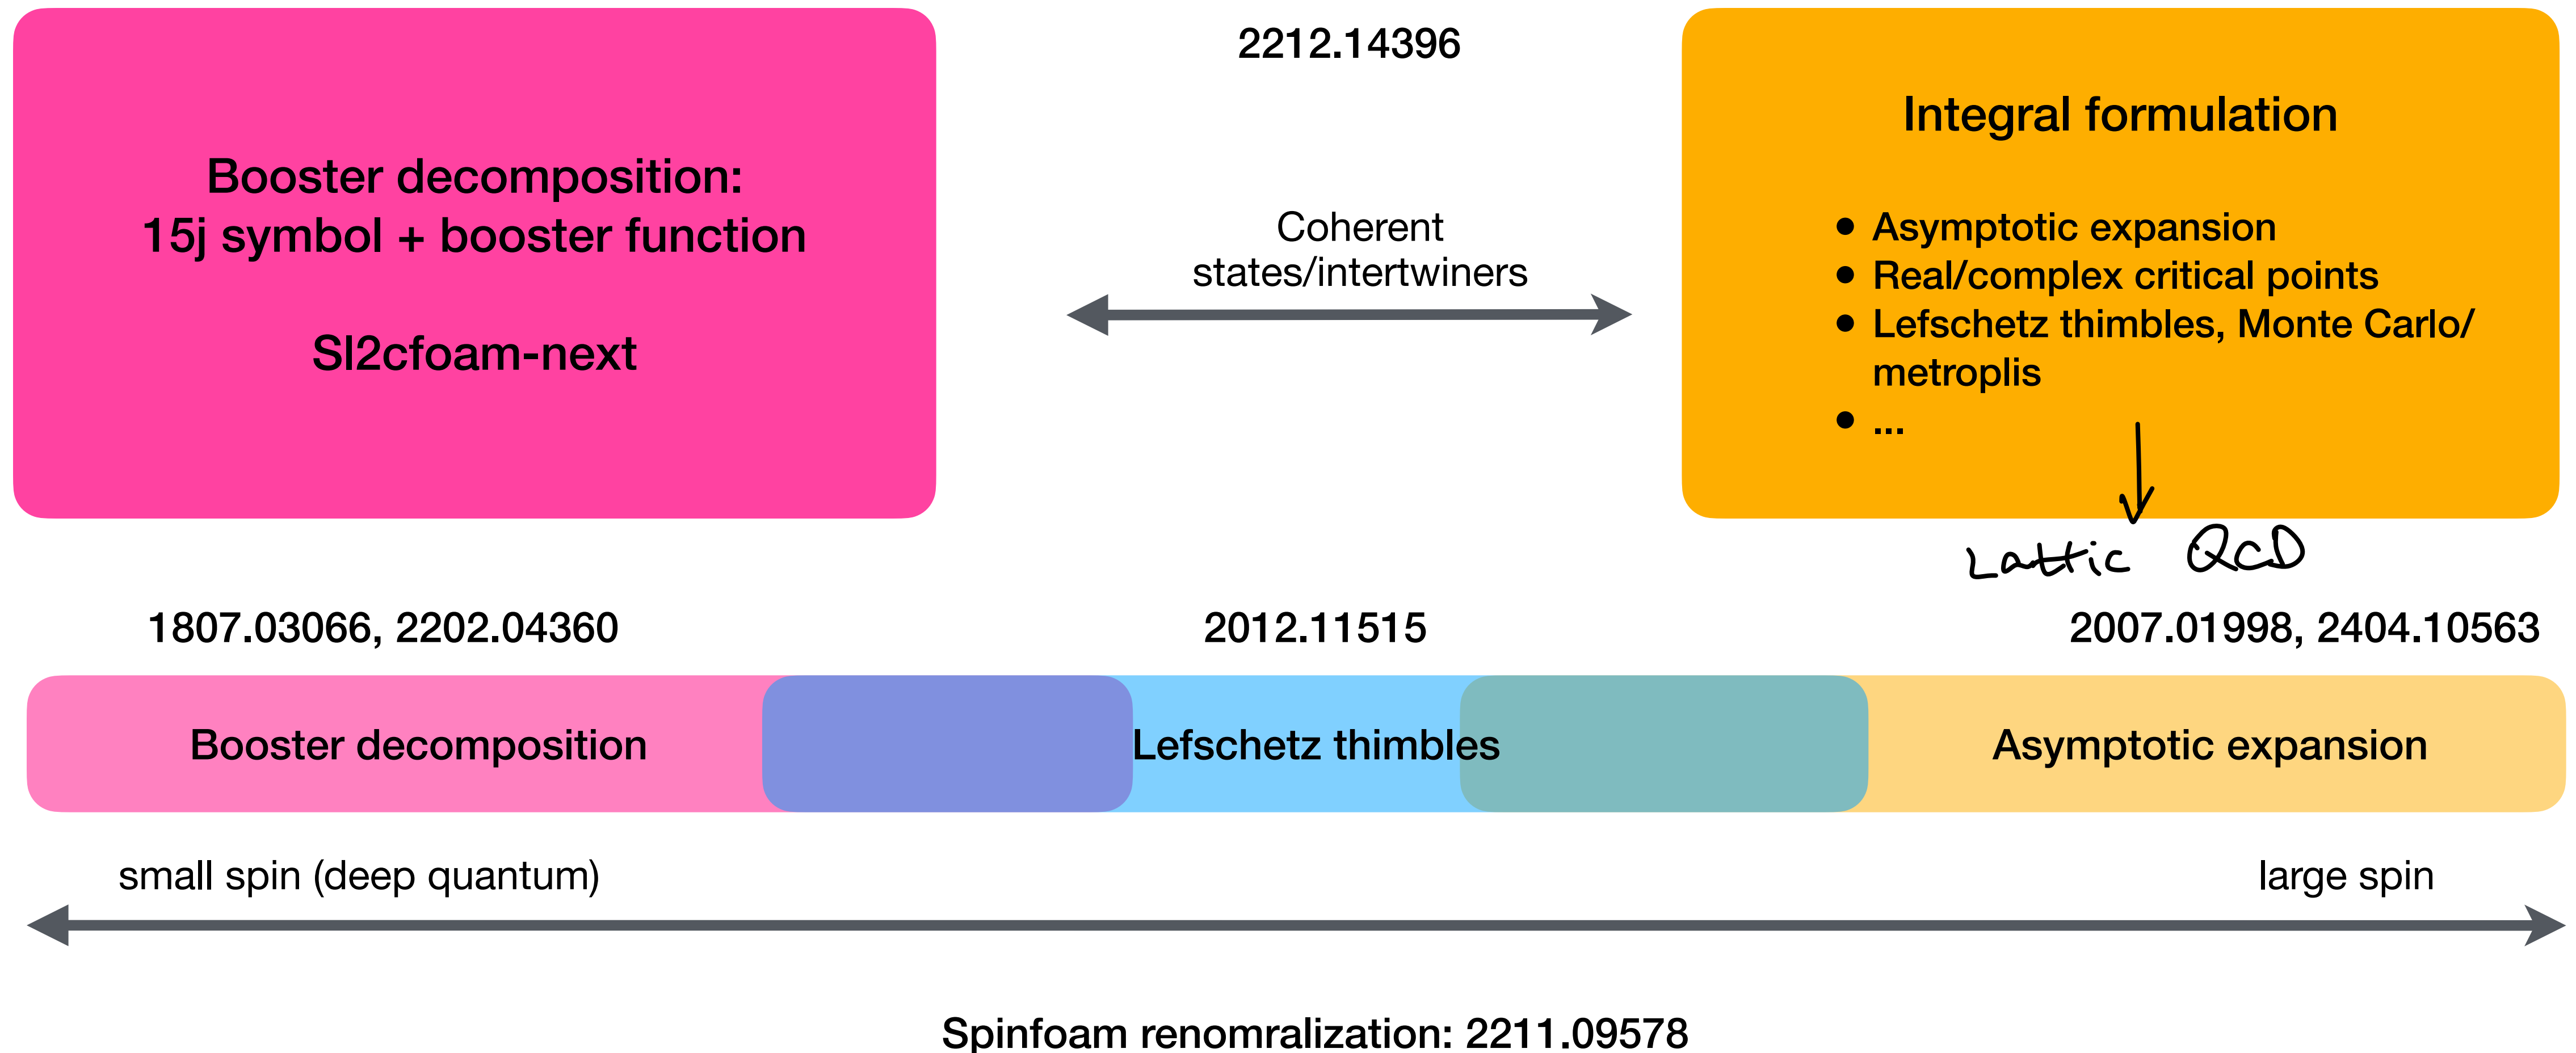 2212.14396
Booster decomposition:
15j symbol + booster function
Sl2cfoam-next
Coherent
states/intertwiners
Integral formulation
• Asymptotic expansion
• Real/complex critical points
• Lefschetz thimbles, Monte Carlo/
metroplis
• ...
Lattic QCD
1807.03066, 2202.04360
2012.11515
2007.01998, 2404.10563
Booster decomposition
Lefschetz thimbles
Asymptotic expansion
small spin (deep quantum)
large spin
Spinfoam renomralization: 2211.09578